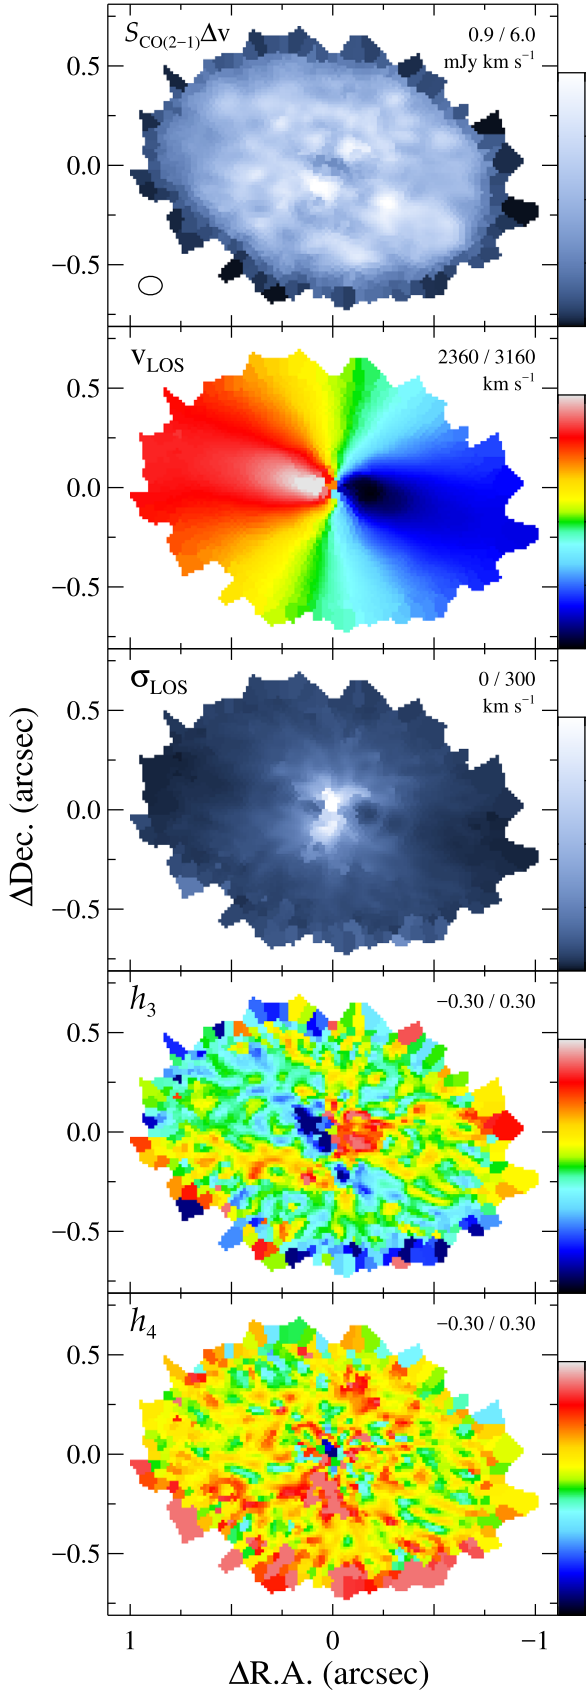 S_CO(2−1)Δv
0.9 / 6.0
mJy km s⁻¹
0.5
0.0
−0.5
v_LOS
2360 / 3160
km s⁻¹
0.5
0.0
−0.5
σ_LOS
0 / 300
km s⁻¹
0.5
0.0
−0.5
ΔDec. (arcsec)
h₃
−0.30 / 0.30
0.5
0.0
−0.5
h₄
−0.30 / 0.30
0.5
0.0
−0.5
1 0 −1
ΔR.A. (arcsec)